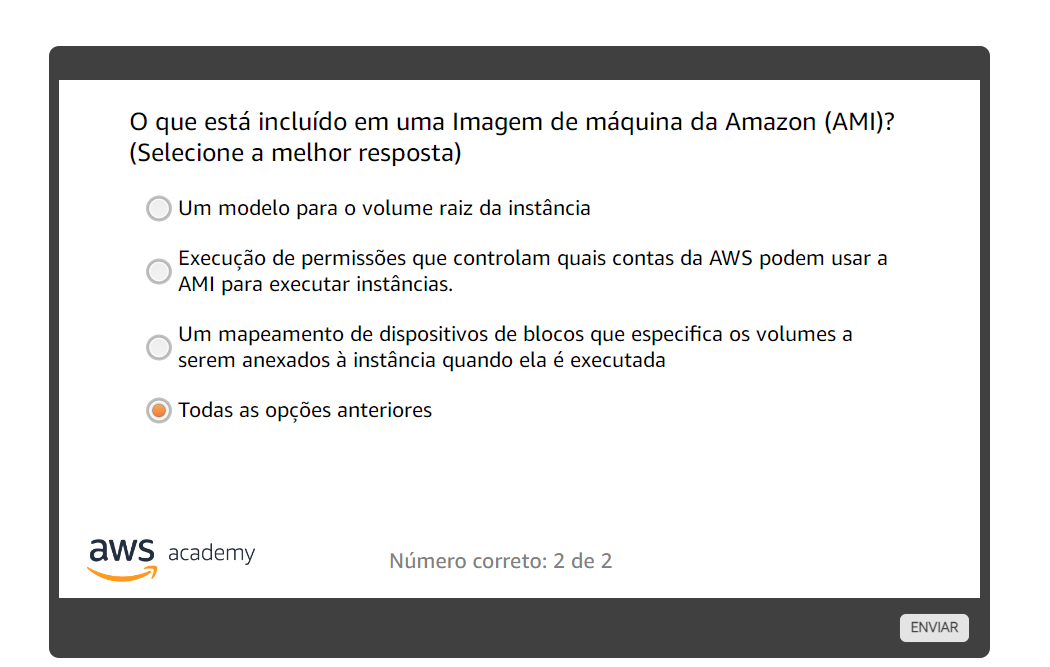 O que está incluído em uma Imagem de máquina da Amazon (AMI)?
(Selecione a melhor resposta)
Um modelo para o volume raiz da instância
Execução de permissões que controlam quais contas da AWS podem usar a
AMI para executar instâncias.
Um mapeamento de dispositivos de blocos que especifica os volumes a
serem anexados à instância quando ela é executada
Todas as opções anteriores
aws academy
Número correto: 2 de 2
ENVIAR